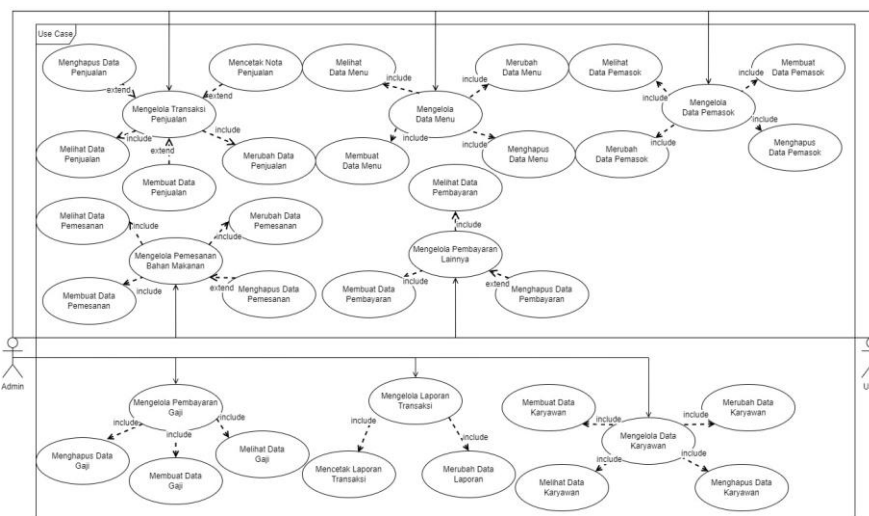 Use Case
Menghapus Data
Penjualan
Mencetak Nota
Penjualan
Melihat
Data Menu
Merubah
Data Menu
Melihat
Data Pemasok
Membuat
Data Pemasok
extend
extend
include
include
include
include
Mengelola Transaksi
Penjualan
Mengelola
Data Menu
Mengelola
Data Pemasok
include
include
include
include
include
include
Melihat Data
Penjualan
extend
Merubah Data
Penjualan
Membuat
Data Menu
Menghapus
Data Menu
Merubah
Data Pemasok
Menghapus
Data Pemasok
Membuat Data
Penjualan
Melihat Data
Pembayaran
Melihat Data
Pemesanan
Merubah Data
Pemesanan
include
include
include
Mengelola Pemesanan
Bahan Makanan
Mengelola Pembayaran
Lainnya
Membuat Data
Pemesanan
include
extend
Menghapus Data
Pemesanan
Membuat Data
Pembayaran
include
extend
Menghapus Data
Pembayaran
Admin
U
Mengelola Pembayaran
Gaji
Mengelola Laporan
Transaksi
Membuat Data
Karyawan
Merubah Data
Karyawan
include
include
include
include
include
include
include
Mengelola Data
Karyawan
Menghapus Data
Gaji
Membuat Data
Gaji
Melihat Data
Gaji
Mencetak Laporan
Transaksi
Merubah Data
Laporan
include
include
Melihat Data
Karyawan
Menghapus Data
Karyawan